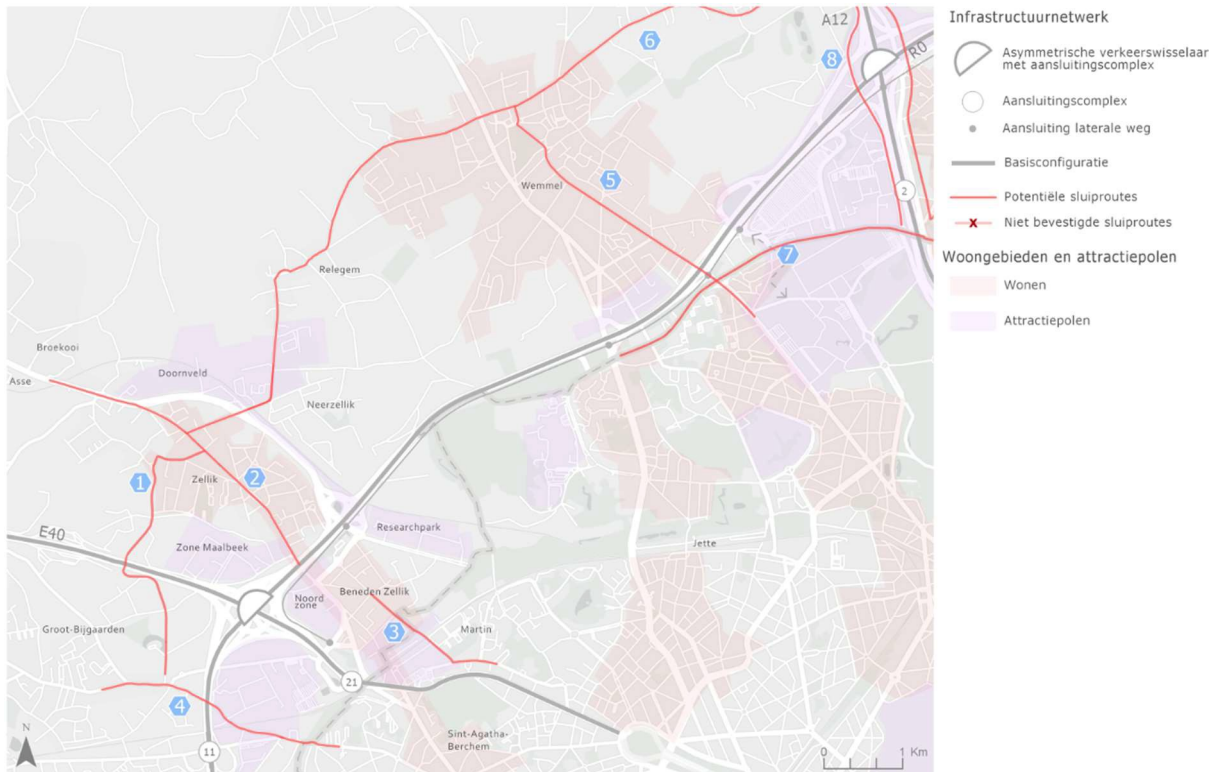 A12
R0
6
8
5
Wemmel
2
7
Relegem
Broekooi
Asse
Doornveld
Neerzellik
1
2
Zellik
E40
Zone Maalbeek
Researchpark
Jette
Noord
zone
Beneden Zellik
Groot-Bijgaarden
3
Martin
21
4
11
Sint-Agatha-
Berchem
N
0 1 Km
Infrastructuurnetwerk
Asymmetrische verkeerswisselaar
met aansluitingscomplex
Aansluitingscomplex
Aansluiting laterale weg
Basisconfiguratie
Potentiële sluiproutes
X Niet bevestigde sluiproutes
Woongebieden en attractiepolen
Wonen
Attractiepolen